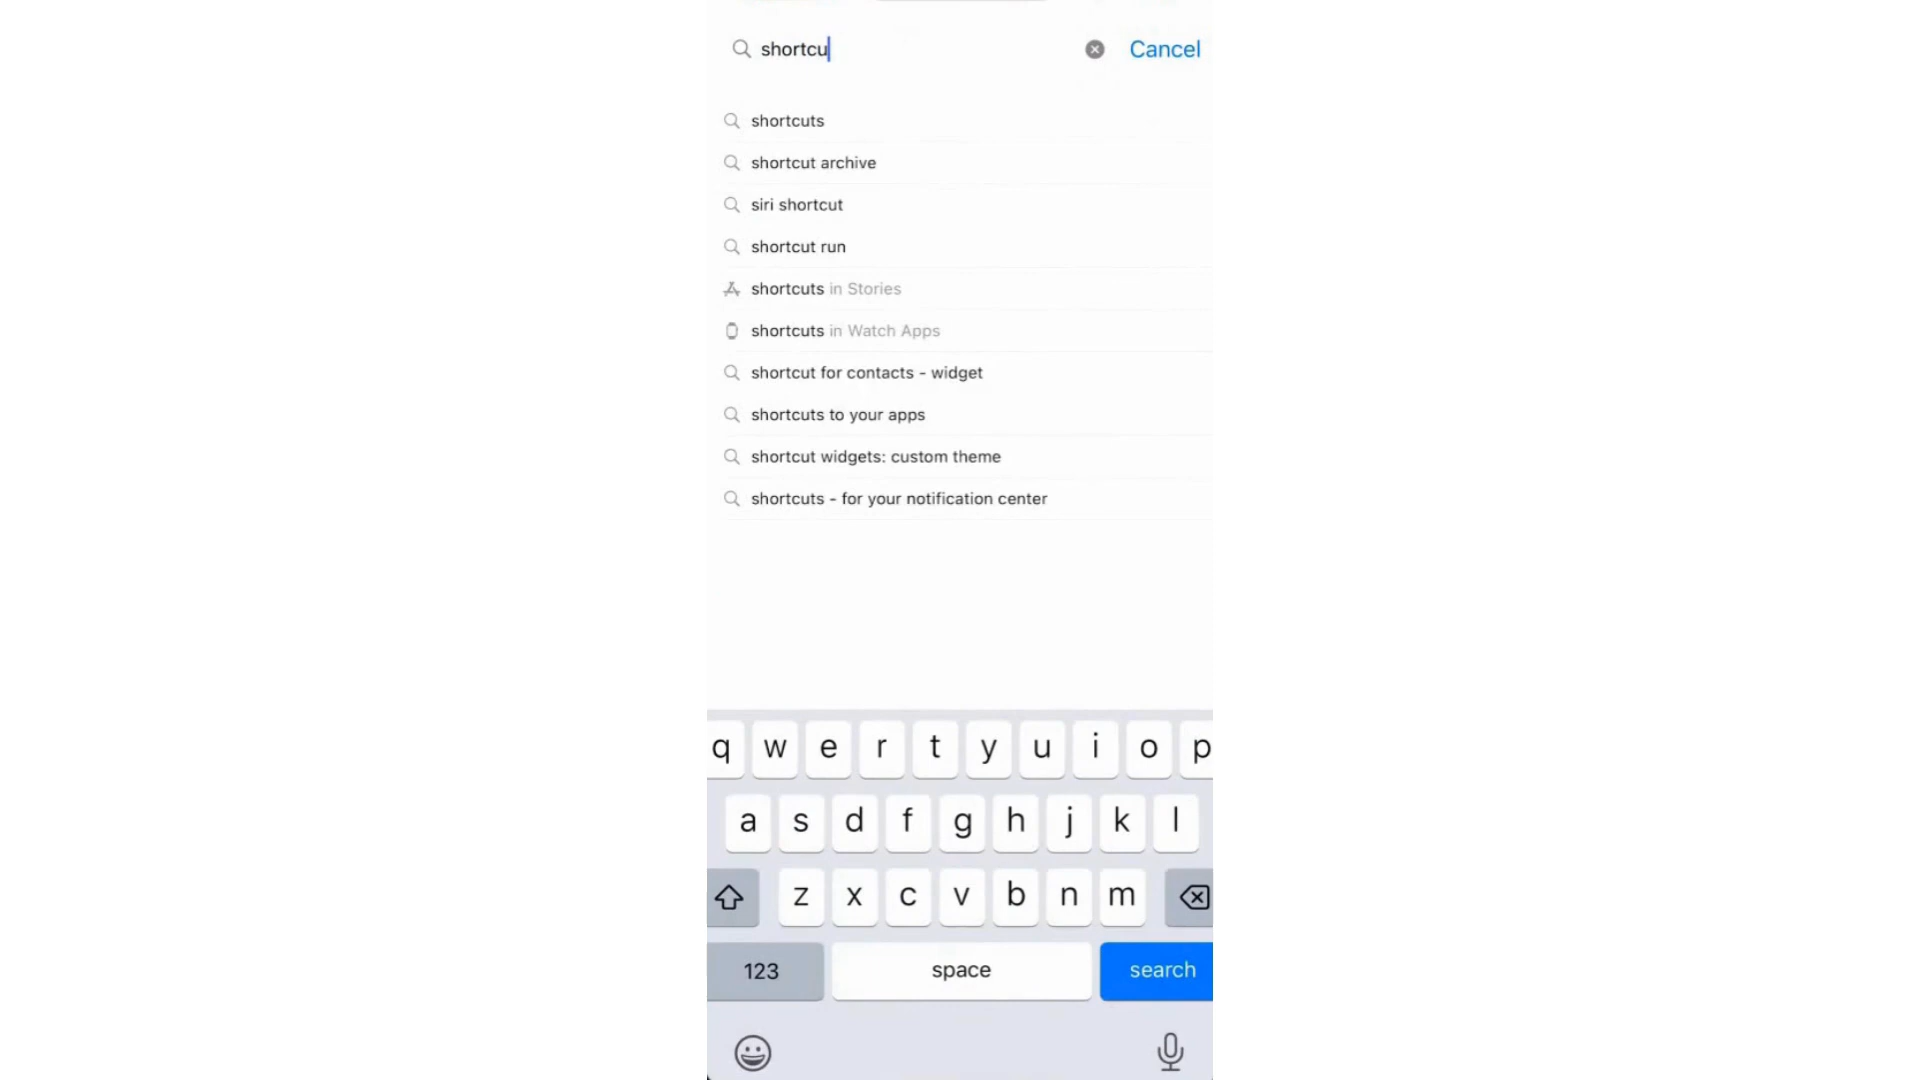 shortcu Cancel
shortcuts
shortcut archive
siri shortcut
shortcut run
shortcuts in Stories
shortcuts in Watch Apps
shortcut for contacts - widget
shortcuts to your apps
shortcut widgets: custom theme
shortcuts - for your notification center
q w e r t y u i o p
a s d f g h j k l
z x c v b n m
123 space search